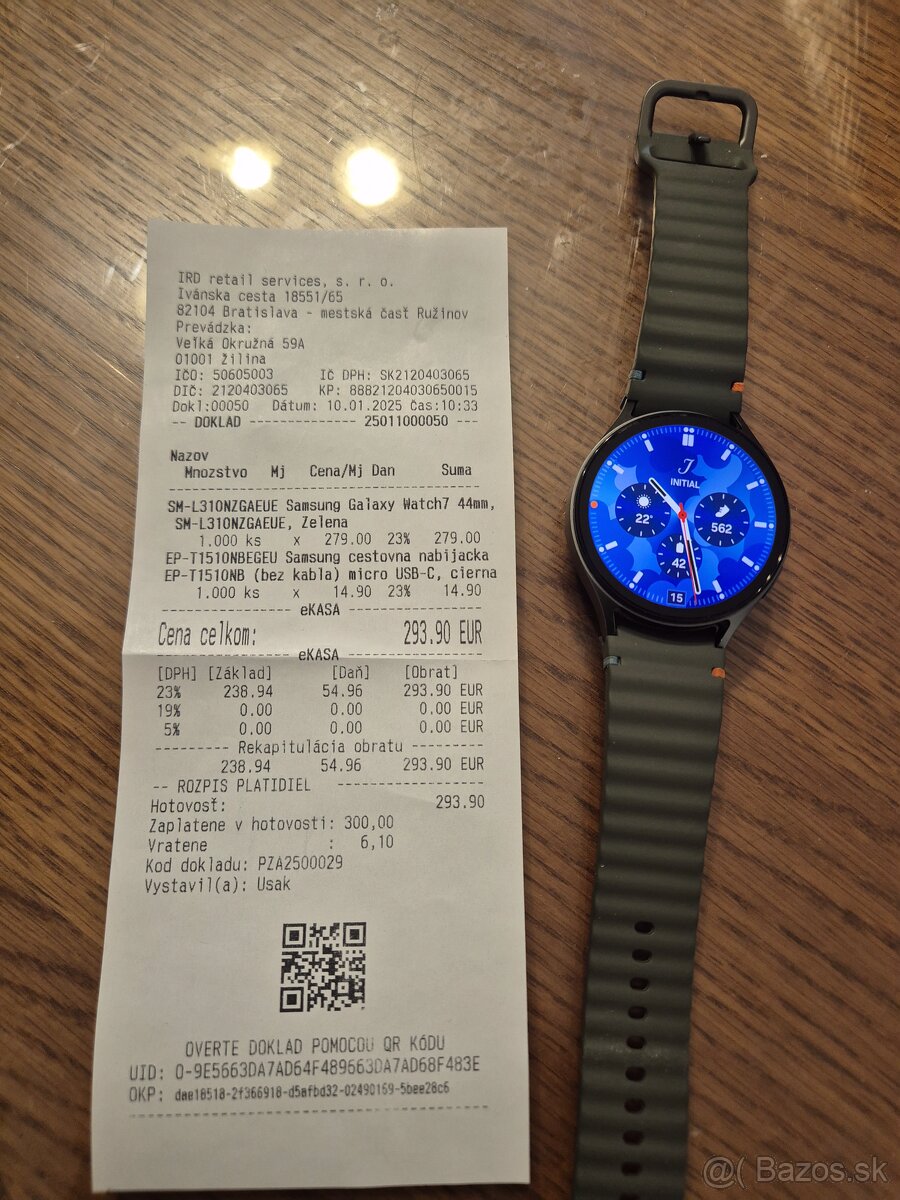 IRD retail services, s. r. o.
Ivánska cesta 18551/65
82104 Bratislava - mestská časť Ružinov
Prevádzka:
Veľká Okružná 59A
01001 Žilina
IČO: 50605003 IČ DPH: SK2120403065
DIČ: 2120403065 KP: 88821204030650015
Dokl:00050 Dátum: 10.01.2025 čas:10:33
-- DOKLAD ---------------- 25011000050 ---
Nazov
Mnozstvo Mj Cena/Mj Dan Suma
SM-L310NZGAEUE Samsung Galaxy Watch7 44mm,
SM-L310NZGAEUE, Zelena
1.000 ks x 279.00 23% 279.00
EP-T1510NBEGEU Samsung cestovna nabijacka
EP-T1510NB (bez kabla) micro USB-C, cierna
1.000 ks x 14.90 23% 14.90
eKASA
Cena celkom: 293.90 EUR
eKASA
[DPH] [Základ] [Daň] [Obrat]
23% 238.94 54.96 293.90 EUR
19% 0.00 0.00 0.00 EUR
5% 0.00 0.00 0.00 EUR
--------- Rekapitulácia obratu ---------
238.94 54.96 293.90 EUR
-- ROZPIS PLATIDIEL ----------------
Hotovosť: 293.90
Zaplatene v hotovosti: 300,00
Vratene : 6,10
Kod dokladu: PZA2500029
Vystavil(a): Usak
OVERTE DOKLAD POMOCOU QR KÓDU
UID: O-9E5663DA7AD64F489663DA7AD68F483E
OKP: dae18518-2f366918-d5afbd32-02490169-5bee28c6
INITIAL
22°
562
42
15
@( Bazos.sk